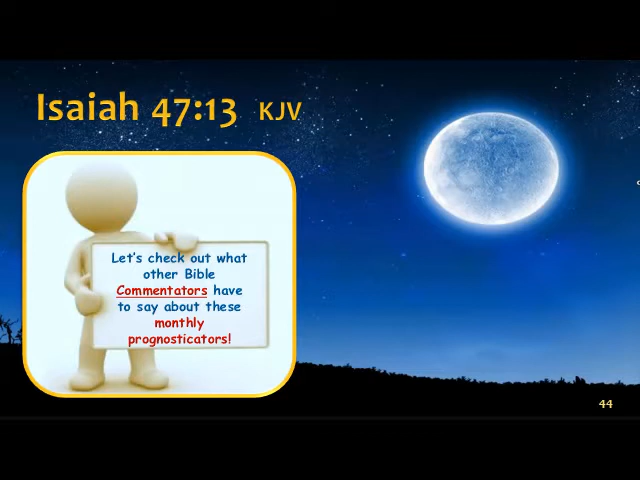 Isaiah 47:13 KJV
Let's check out what
other Bible
Commentators have
to say about these
monthly
prognosticators!
44